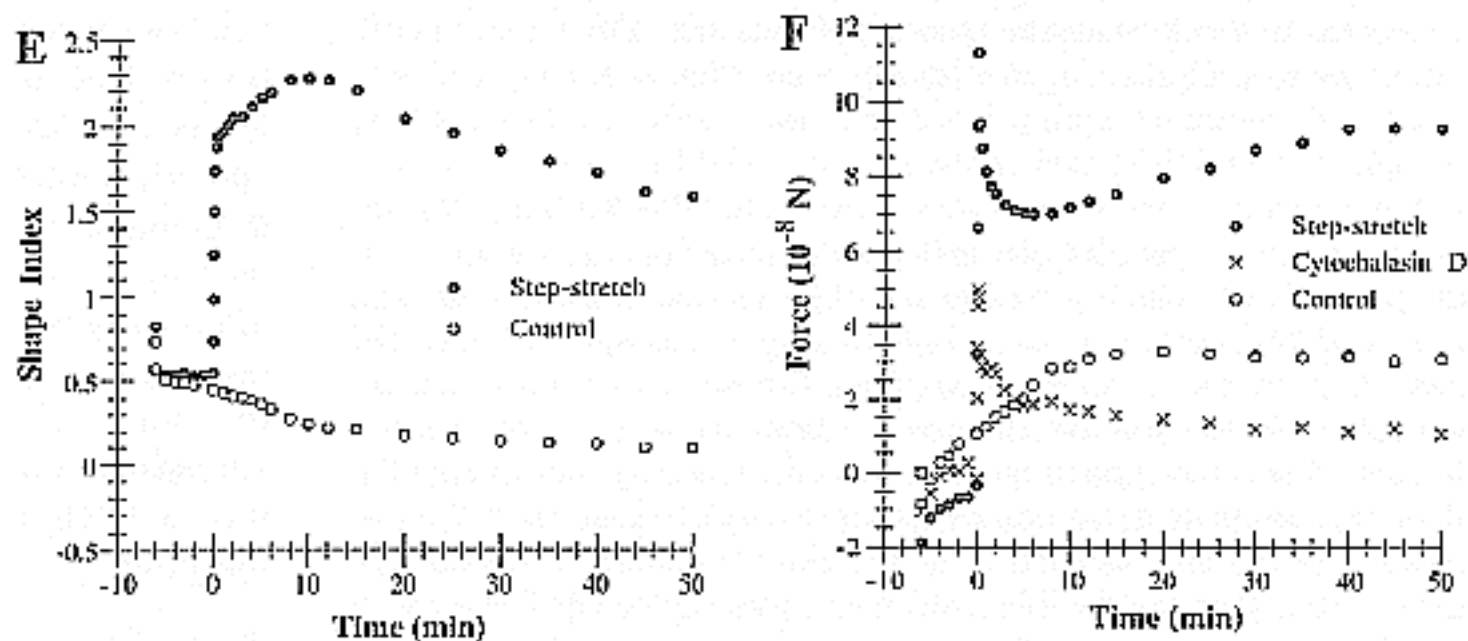 E
2.5
2
1.5
1
0.5
0
-0.5
-10 0 10 20 30 40 50
Shape Index
Time (min)
Step-stretch
Control
F
12
10
8
6
4
2
0
-2
-10 0 10 20 30 40 50
Force (10⁻⁸ N)
Time (min)
Step-stretch
Cytochalasin D
Control